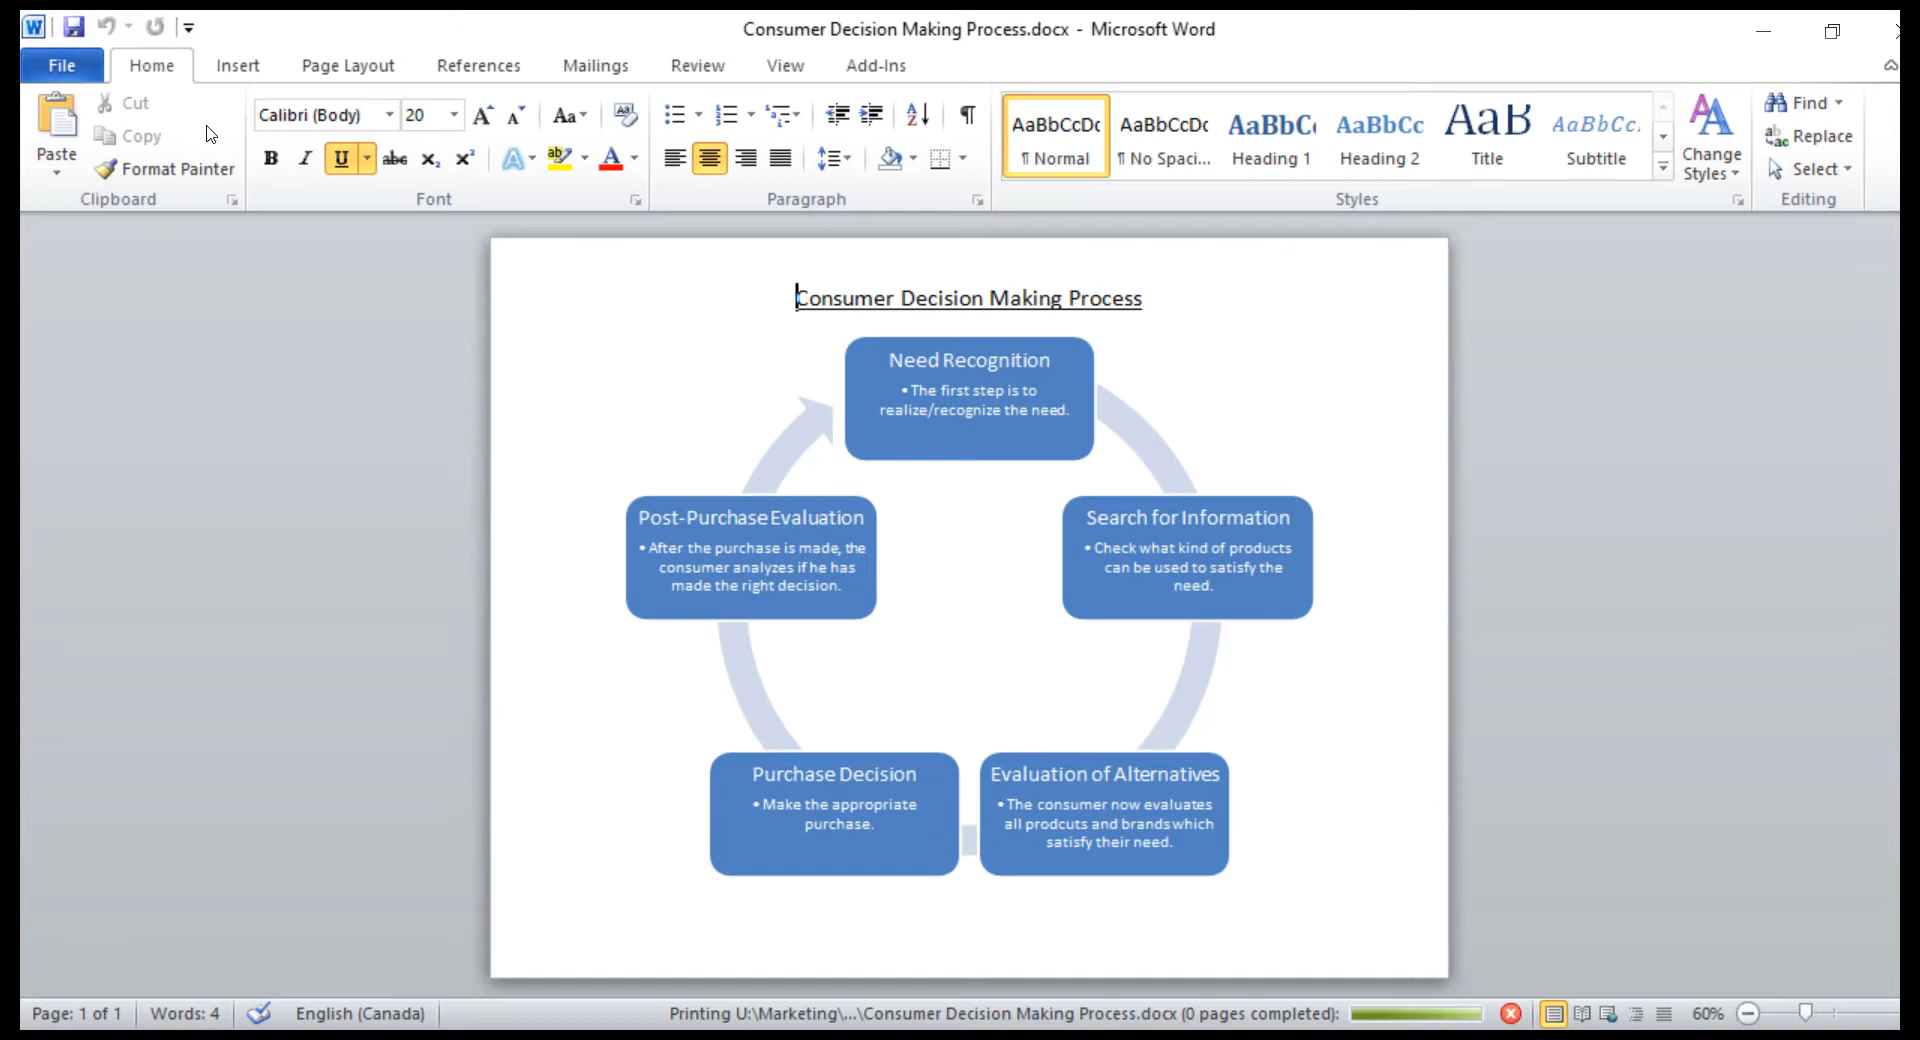 Consumer Decision Making Process.docx - Microsoft Word
File Home Insert Page Layout References Mailings Review View Add-Ins
Paste
Cut
Copy
Format Painter
Clipboard
Calibri (Body) 20
Font
Paragraph
AaBbCcDc AaBbCcDc AaBbC AaBbCc AaB AaBbCc.
¶ Normal ¶ No Spaci... Heading 1 Heading 2 Title Subtitle
Change
Styles
Styles
Find
Replace
Select
Editing
Consumer Decision Making Process
Need Recognition
• The first step is to
realize/recognize the need.
Post-Purchase Evaluation
• After the purchase is made, the
consumer analyzes if he has
made the right decision.
Search for Information
• Check what kind of products
can be used to satisfy the
need.
Purchase Decision
• Make the appropriate
purchase.
Evaluation of Alternatives
• The consumer now evaluates
all prodcuts and brands which
satisfy their need.
Page: 1 of 1 Words: 4 English (Canada) Printing U:\Marketing\...\Consumer Decision Making Process.docx (0 pages completed): 60%